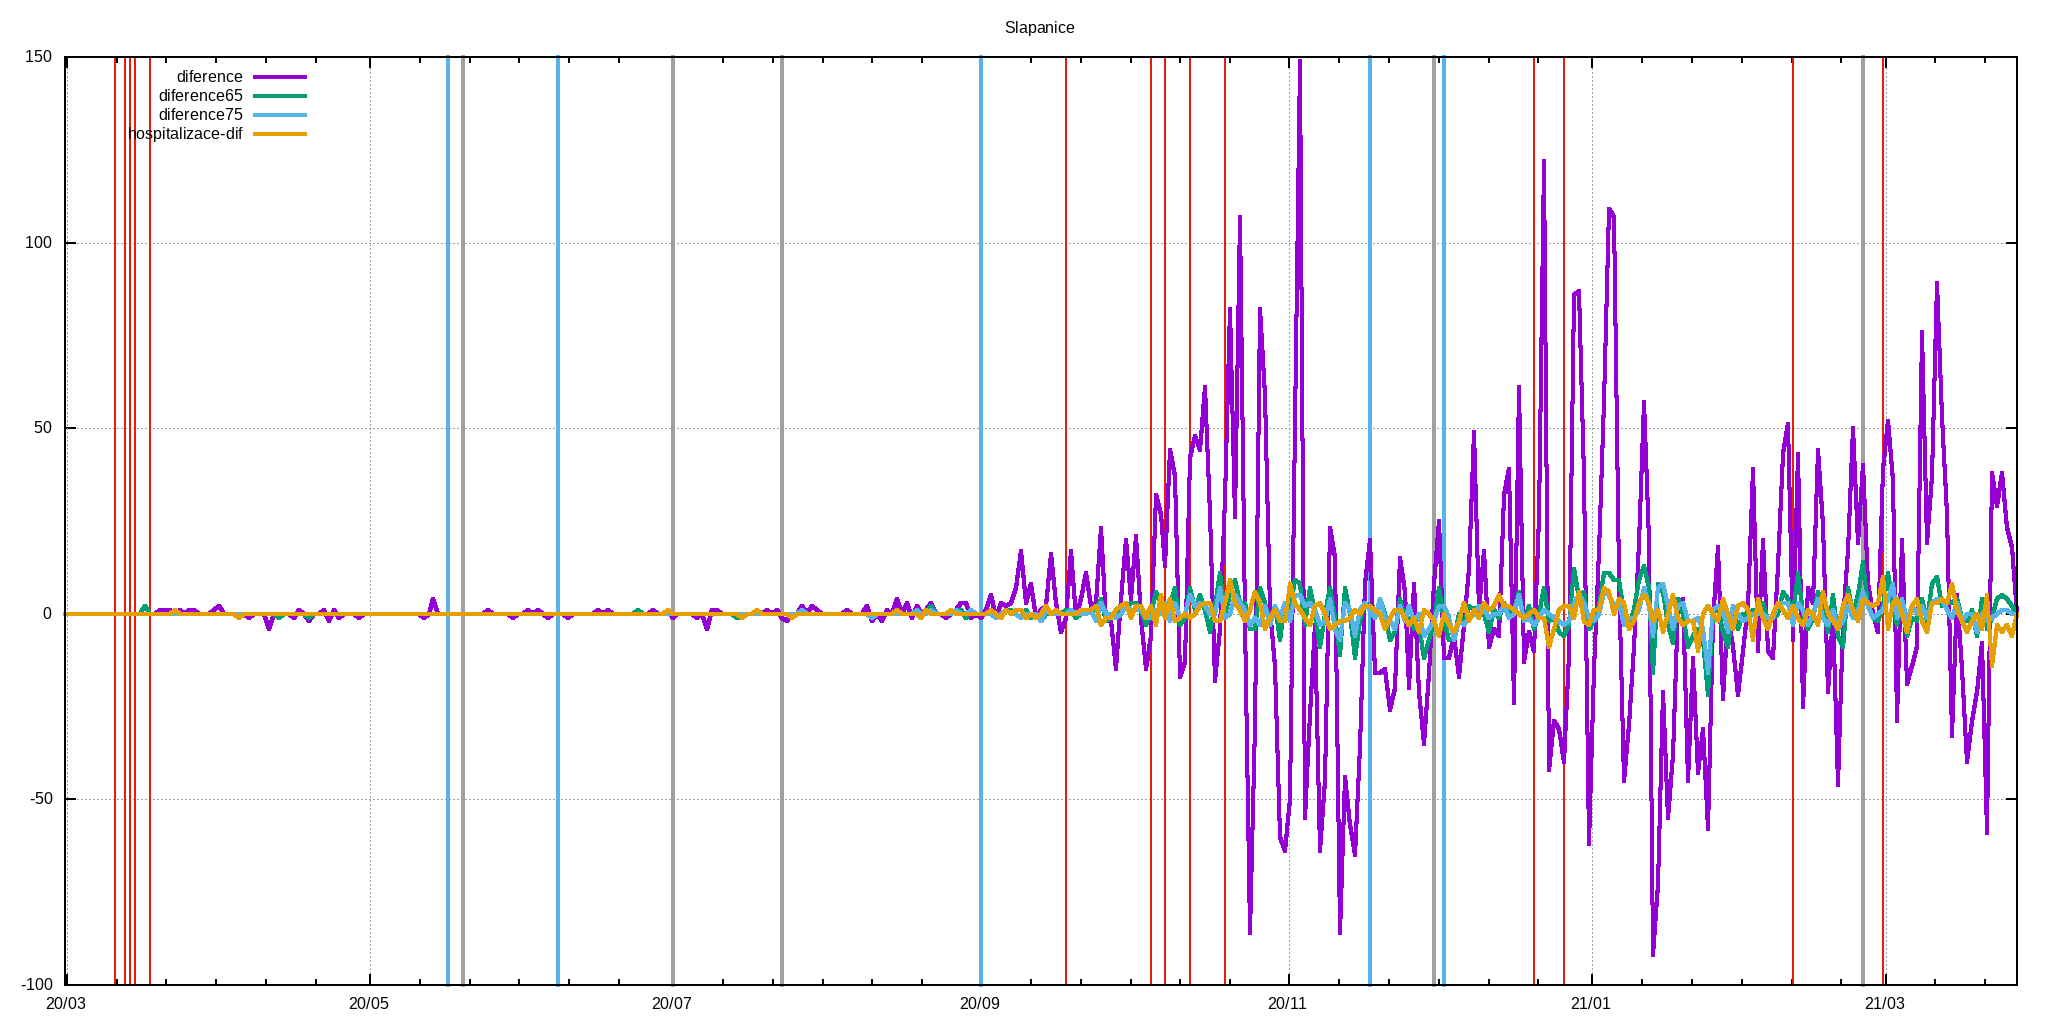 Slapanice
150
diference
diference65
diference75
hospitalizace-dif
100
50
0
-50
-100
20/03 20/05 20/07 20/09 20/11 21/01 21/03